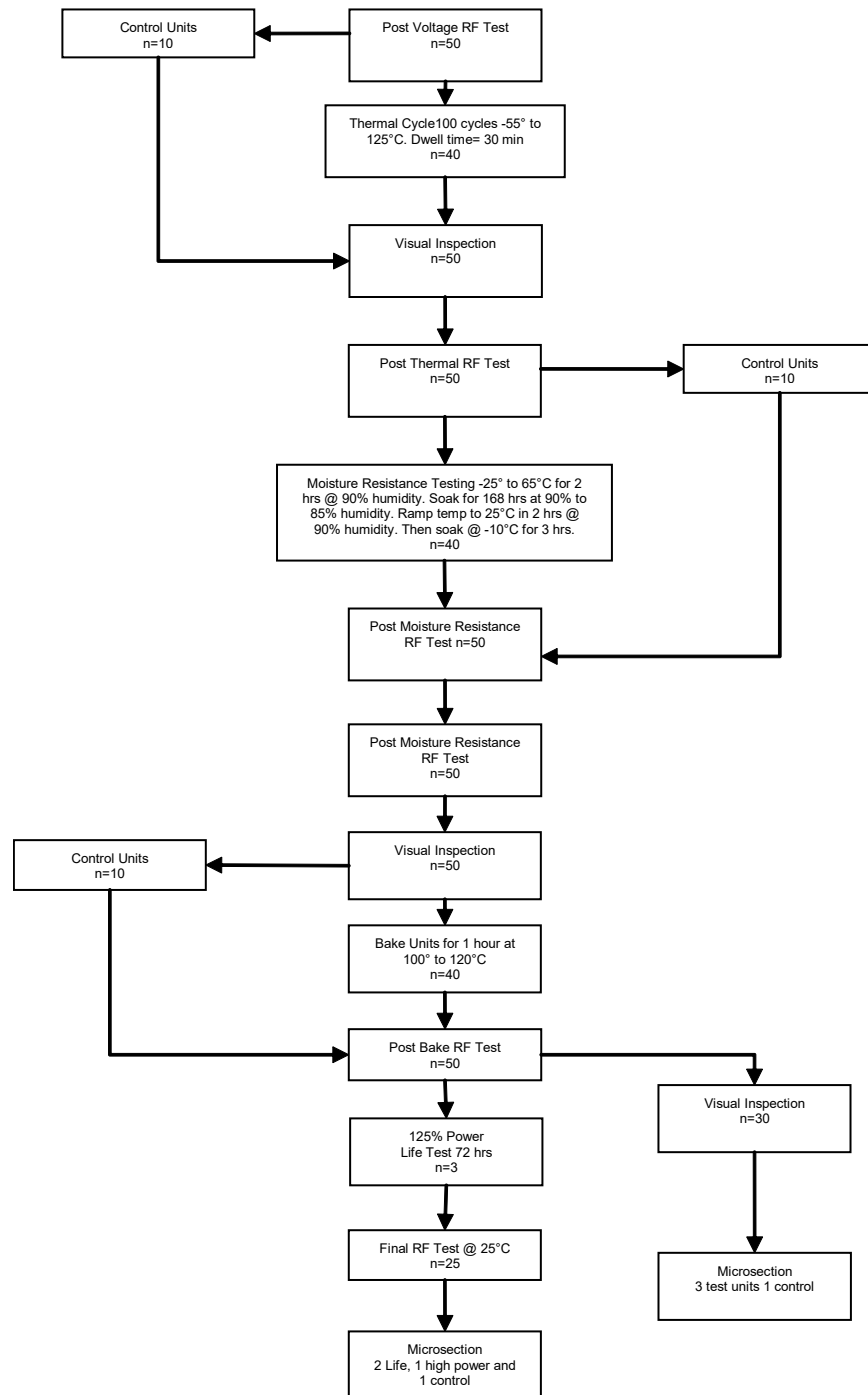 Control Units
n=10
Post Voltage RF Test
n=50
Thermal Cycle100 cycles -55° to
125°C. Dwell time= 30 min
n=40
Visual Inspection
n=50
Post Thermal RF Test
n=50
Control Units
n=10
Moisture Resistance Testing -25° to 65°C for 2
hrs @ 90% humidity. Soak for 168 hrs at 90% to
85% humidity. Ramp temp to 25°C in 2 hrs @
90% humidity. Then soak @ -10°C for 3 hrs.
n=40
Post Moisture Resistance
RF Test n=50
Post Moisture Resistance
RF Test
n=50
Visual Inspection
n=50
Control Units
n=10
Bake Units for 1 hour at
100° to 120°C
n=40
Post Bake RF Test
n=50
Visual Inspection
n=30
125% Power
Life Test 72 hrs
n=3
Final RF Test @ 25°C
n=25
Microsection
3 test units 1 control
Microsection
2 Life, 1 high power and
1 control